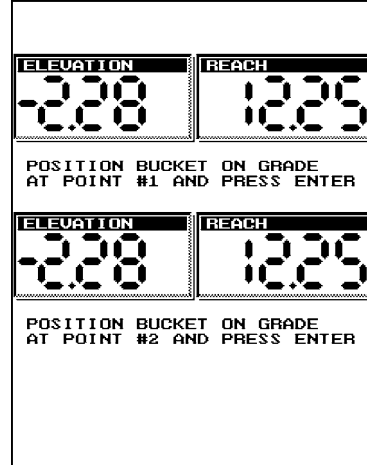 ELEVATION REACH
-2.28 12.25
POSITION BUCKET ON GRADE
AT POINT #1 AND PRESS ENTER
ELEVATION REACH
-2.28 12.25
POSITION BUCKET ON GRADE
AT POINT #2 AND PRESS ENTER